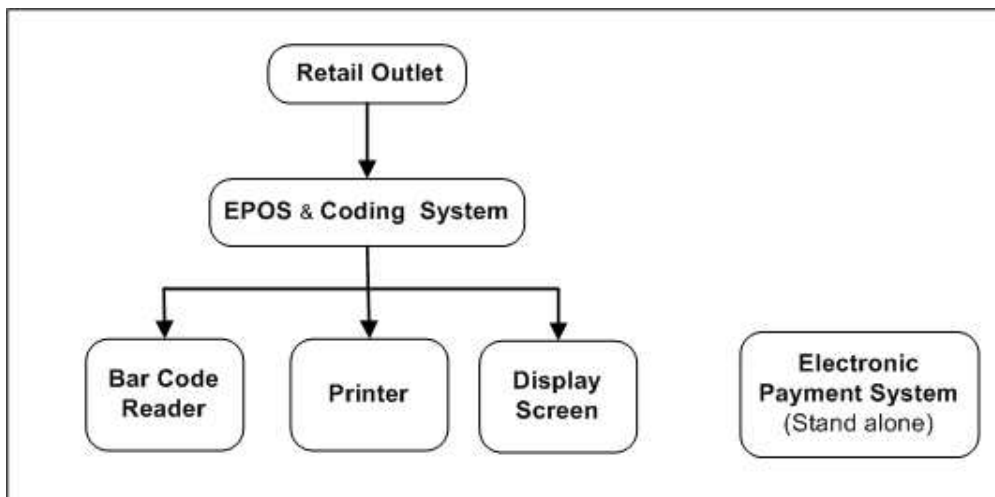 Retail Outlet
EPOS & Coding System
Bar Code
Reader
Printer
Display
Screen
Electronic
Payment System
(Stand alone)